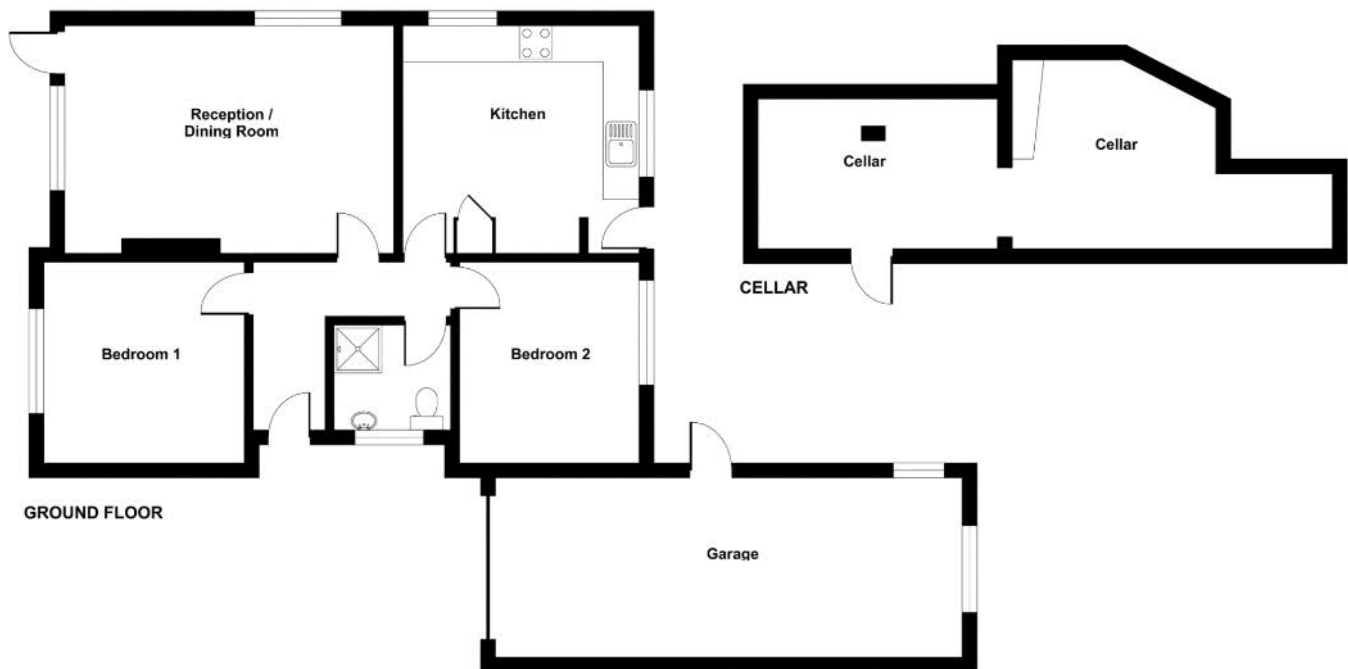 Reception /
Dining Room
Kitchen
Cellar
Cellar
CELLAR
Bedroom 1
Bedroom 2
GROUND FLOOR
Garage